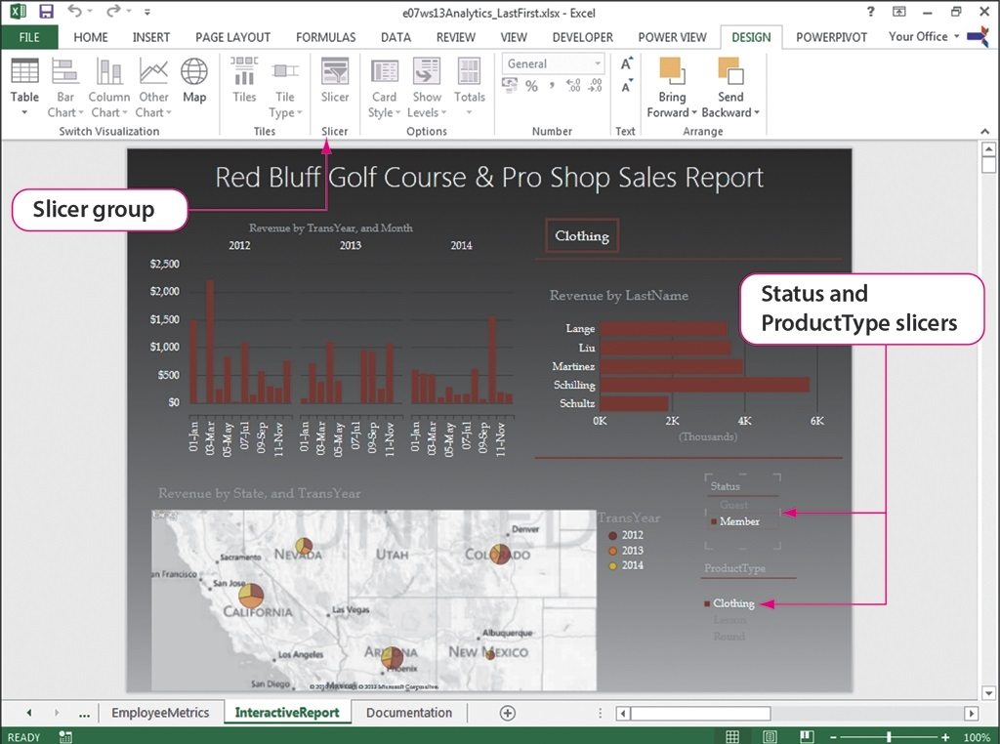 e07ws13Analytics_LastFirst.xlsx - Excel
FILE HOME INSERT PAGE LAYOUT FORMULAS DATA REVIEW VIEW DEVELOPER POWER VIEW DESIGN POWERPIVOT Your Office
Table Bar Chart Column Chart Other Chart Map Tiles Tile Type Slicer Card Style Show Levels Totals General Bring Forward Send Backward
% , .00 .0
A A
Switch Visualization Tiles Slicer Options Number Text Arrange
Red Bluff Golf Course & Pro Shop Sales Report
Slicer group
Revenue by TransYear, and Month
2012 2013 2014
$2,500
$2,000
$1,500
$1,000
$500
$0
01-Jan 03-Mar 05-May 07-Jul 09-Sep 11-Nov 01-Jan 03-Mar 05-May 07-Jul 09-Sep 11-Nov 01-Jan 03-Mar 05-May 07-Jul 09-Sep 11-Nov
Clothing
Revenue by LastName
Lange
Liu
Martinez
Schilling
Schultz
0K 2K 4K 6K
(Thousands)
Status and
ProductType slicers
Revenue by State, and TransYear
UNITED
Denver
Sacramento NEVADA UTAH COLORADO
an Francisco
San Jose
CALIFORNIA Las Vegas
Albuquerque
Los Angeles ARIZONA NEW MEXICO
Phoenix
San Diego Mexicali
TransYear
2012
2013
2014
Status
Guest
Member
ProductType
Clothing
Lesson
Round
... EmployeeMetrics InteractiveReport Documentation
READY 100%